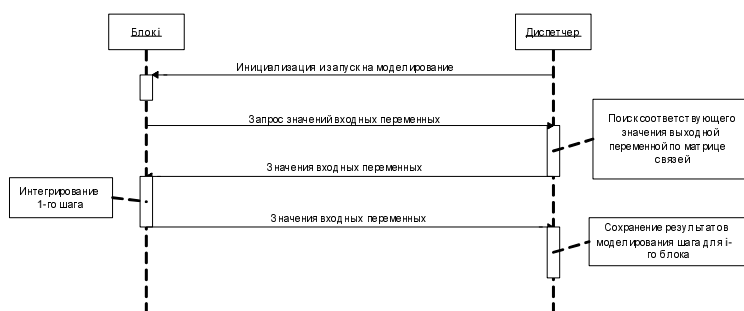 Блок i
Диспетчер
Инициализация и запуск на моделирование
Запрос значений входных переменных
Поиск соответствующего
значения выходной
переменной по матрице
связей
Значения входных переменных
Интегрирование
1-го шага
Значения входных переменных
Сохранение результатов
моделирования шага для i-
го блока